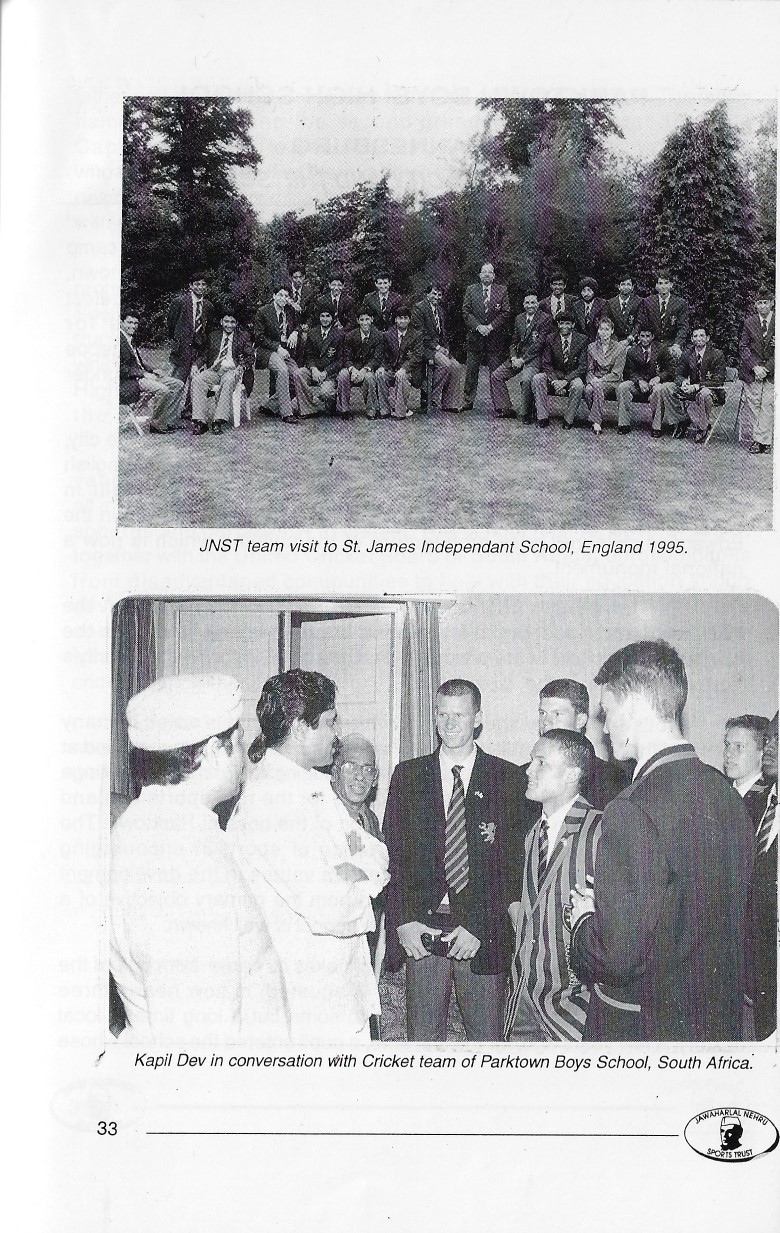 JNST team visit to St. James Independant School, England 1995.
Kapil Dev in conversation with Cricket team of Parktown Boys School, South Africa.
33
JAWAHARLAL NEHRU
SPORTS TRUST